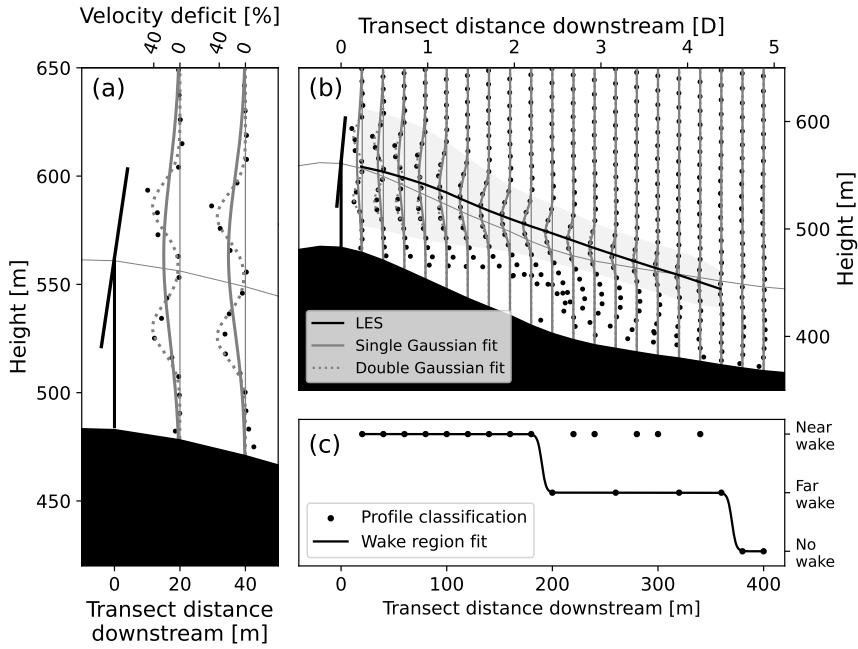 Velocity deficit [%]
40
0
40
0
(a)
650
600
550
500
450
Height [m]
0
20
40
Transect distance
downstream [m]
Transect distance downstream [D]
0
1
2
3
4
5
(b)
600
500
400
Height [m]
LES
Single Gaussian fit
Double Gaussian fit
(c)
Near
wake
Far
wake
No
wake
Profile classification
Wake region fit
0
100
200
300
400
Transect distance downstream [m]